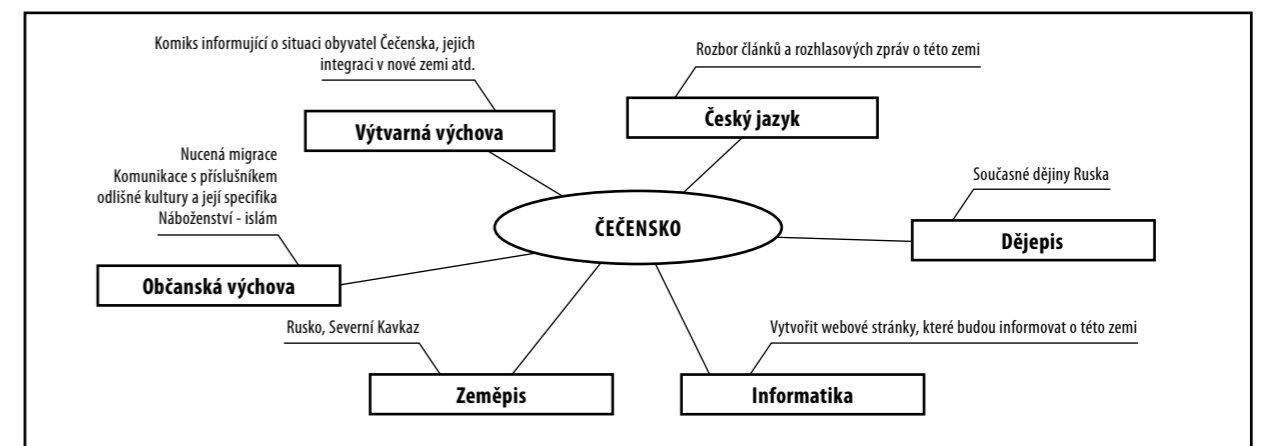 Komiks informující o situaci obyvatel Čečenska, jejich
integraci v nové zemi atd.
Výtvarná výchova
Rozbor článků a rozhlasových zpráv o této zemi
Český jazyk
Nucená migrace
Komunikace s příslušníkem
odlišné kultury a její specifika
Náboženství - islám
Občanská výchova
ČEČENSKO
Současné dějiny Ruska
Dějepis
Rusko, Severní Kavkaz
Zeměpis
Vytvořit webové stránky, které budou informovat o této zemi
Informatika